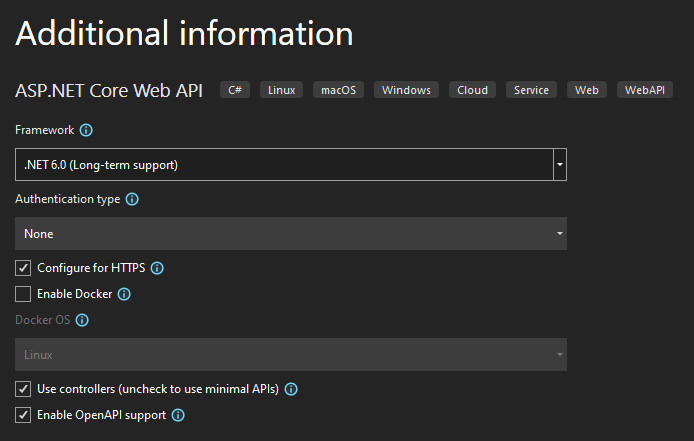 Additional information
ASP.NET Core Web API C# Linux macOS Windows Cloud Service Web WebAPI
Framework
.NET 6.0 (Long-term support)
Authentication type
None
Configure for HTTPS
Enable Docker
Docker OS
Linux
Use controllers (uncheck to use minimal APIs)
Enable OpenAPI support